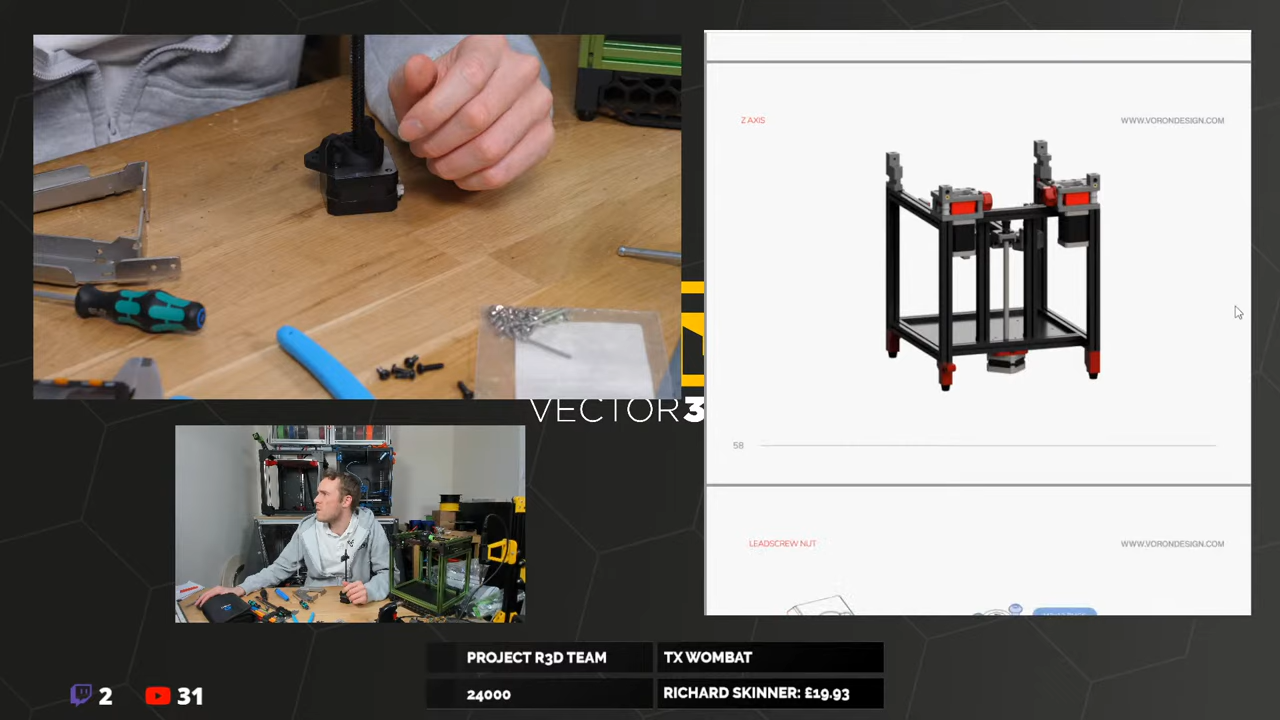 Z AXIS
WWW.VORONDESIGN.COM
58
LEADSCREW NUT
WWW.VORONDESIGN.COM
VECTOR3
PROJECT R3D TEAM
TX WOMBAT
24000
RICHARD SKINNER: £19.93
2
31